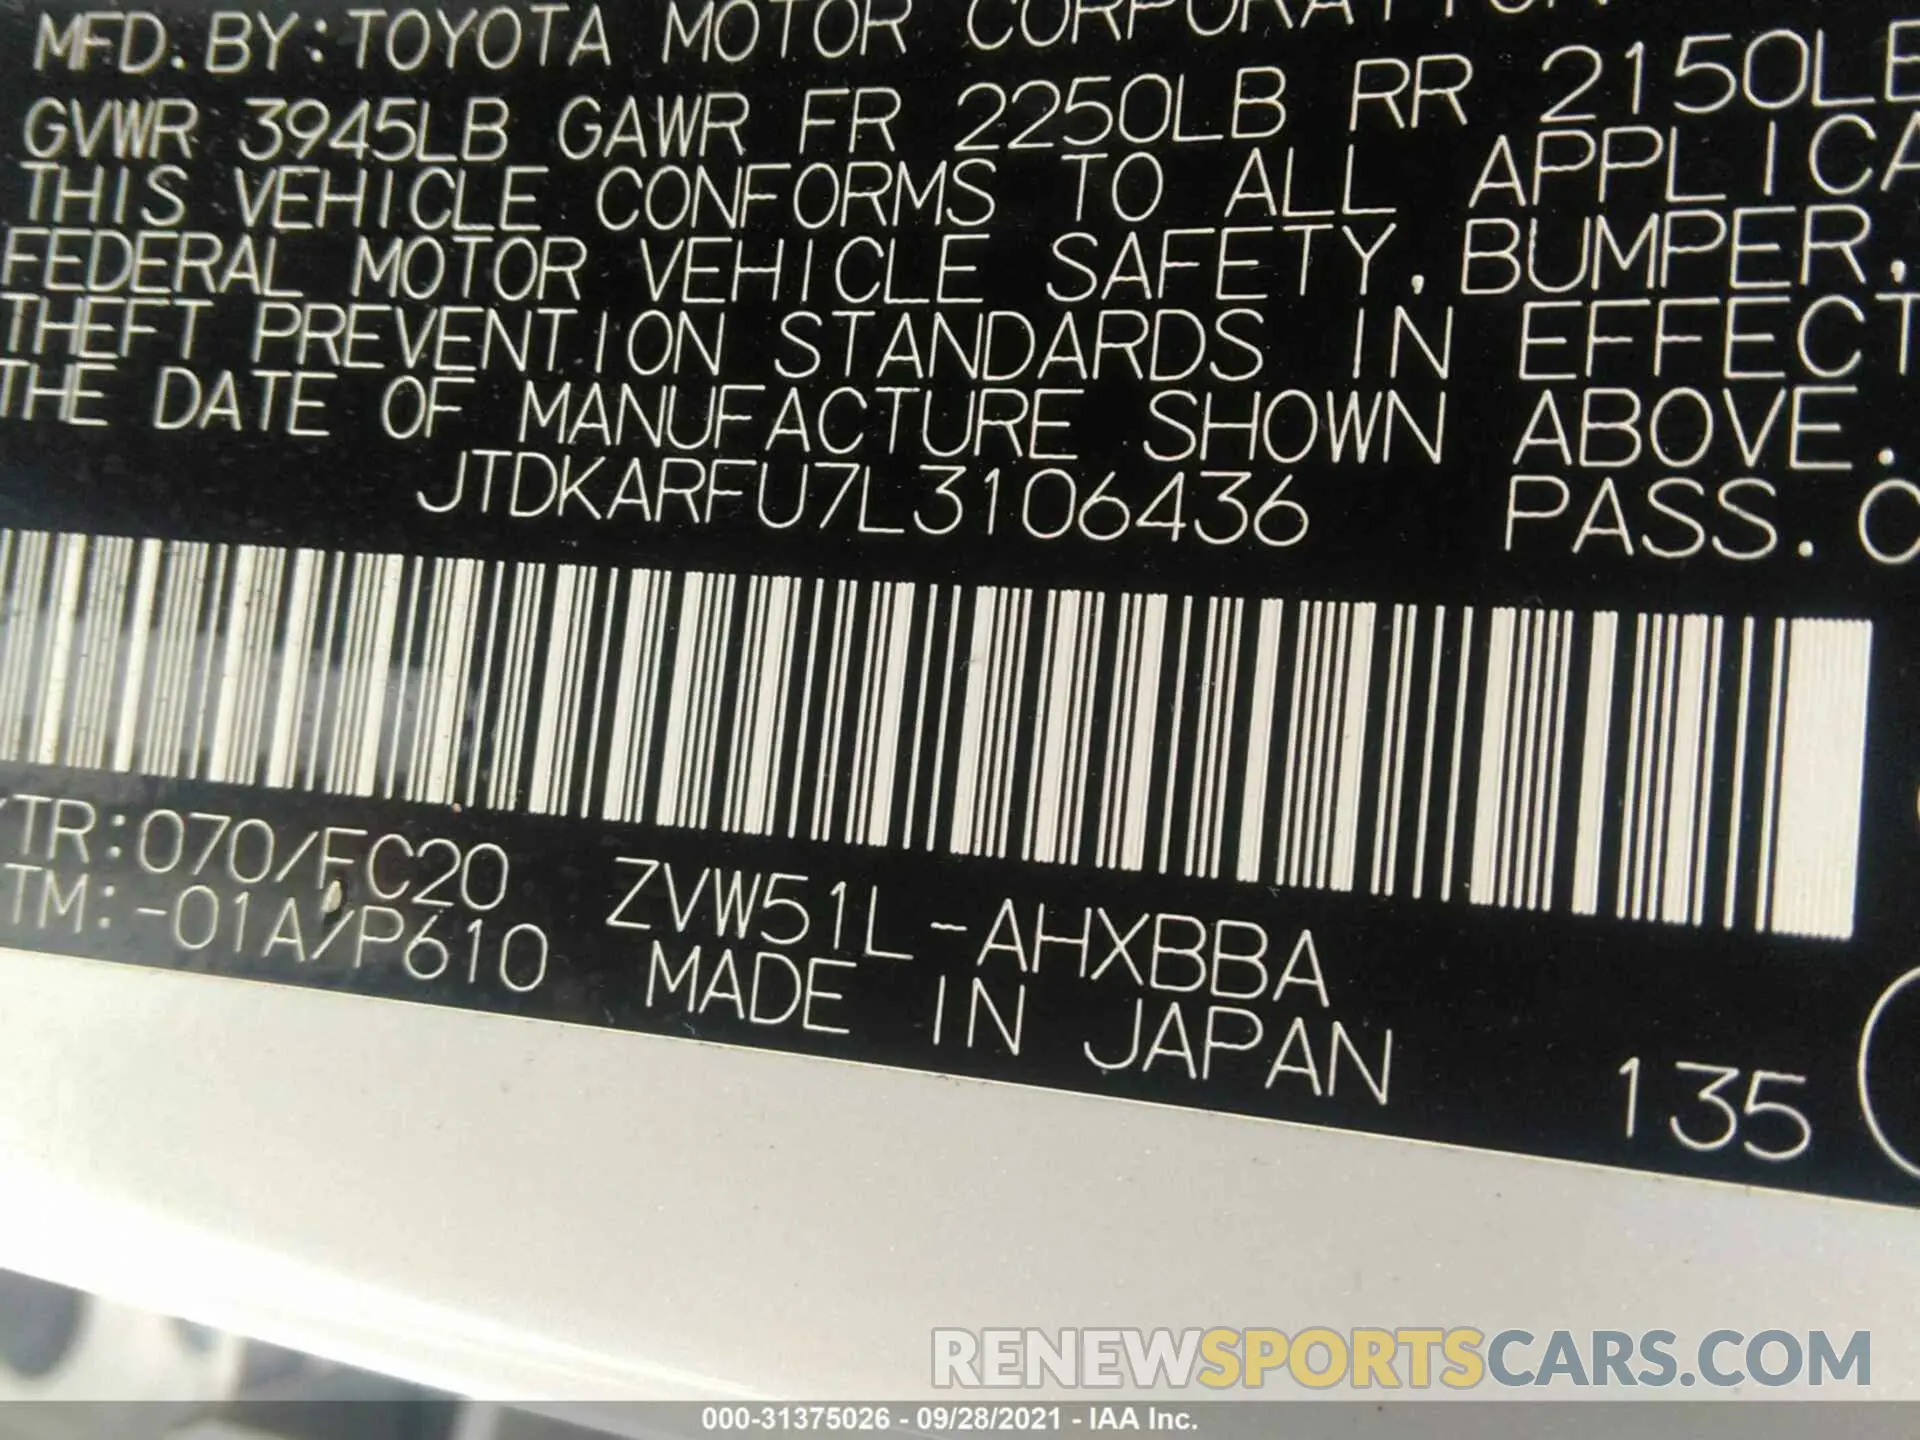 MFD. BY: TOYOTA MOTOR CORPORATION
GVWR 3945LB GAWR FR 2250LB RR 2150LB
THIS VEHICLE CONFORMS TO ALL APPLICA
FEDERAL MOTOR VEHICLE SAFETY, BUMPER,
THEFT PREVENTION STANDARDS IN EFFECT
THE DATE OF MANUFACTURE SHOWN ABOVE.
JTDKARFU7L3106436 PASS. C
TR:070/FC20 ZVW51L-AHXBBA
TM:-01A/P610 MADE IN JAPAN 135
RENEWSPORTSCARS.COM
000-31375026 - 09/28/2021 - IAA Inc.